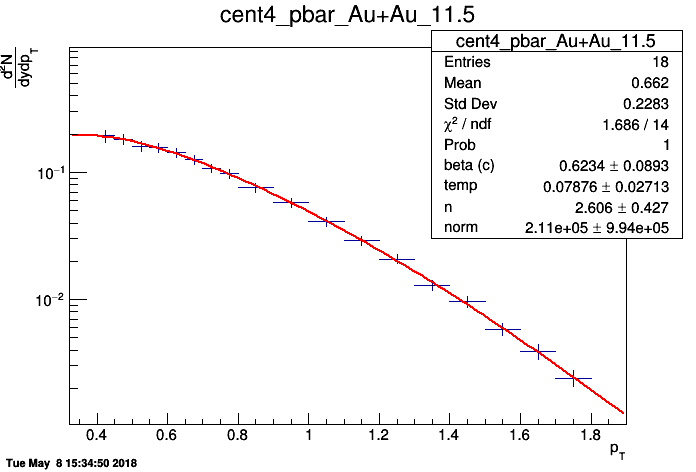 cent4_pbar_Au+Au_11.5
d²N
dydp_T
cent4_pbar_Au+Au_11.5
Entries 18
Mean 0.662
Std Dev 0.2283
χ² / ndf 1.686 / 14
Prob 1
beta (c) 0.6234 ± 0.0893
temp 0.07876 ± 0.02713
n 2.606 ± 0.427
norm 2.11e+05 ± 9.94e+05
10⁻¹
10⁻²
0.4 0.6 0.8 1 1.2 1.4 1.6 1.8
p_T
Tue May 8 15:34:50 2018